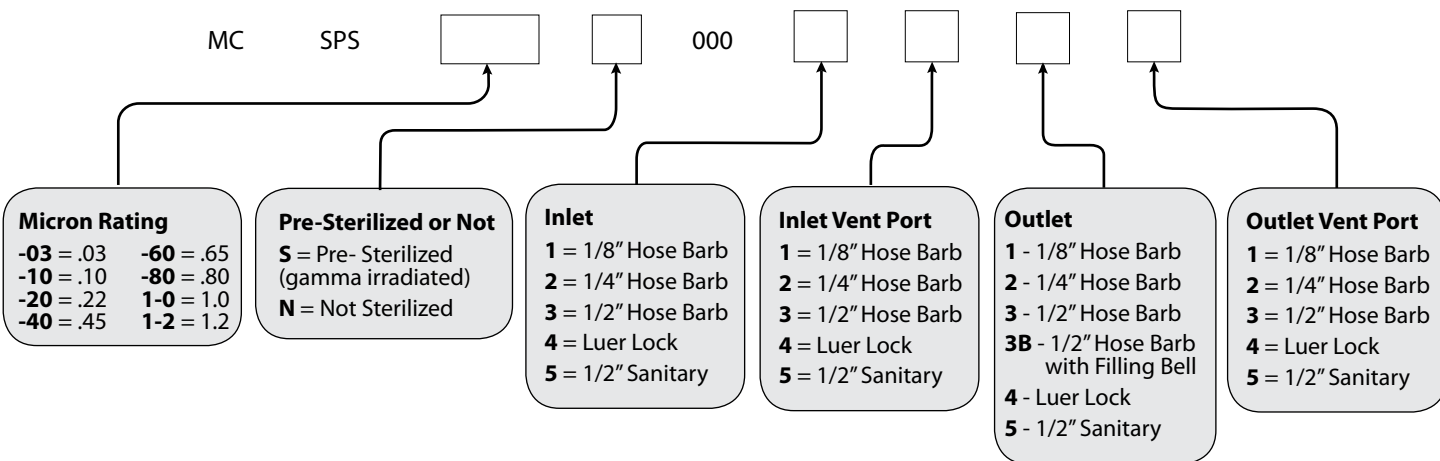 MC SPS 000
Micron Rating
-03 = .03 -60 = .65
-10 = .10 -80 = .80
-20 = .22 1-0 = 1.0
-40 = .45 1-2 = 1.2
Pre-Sterilized or Not
S = Pre- Sterilized
(gamma irradiated)
N = Not Sterilized
Inlet
1 = 1/8" Hose Barb
2 = 1/4" Hose Barb
3 = 1/2" Hose Barb
4 = Luer Lock
5 = 1/2" Sanitary
Inlet Vent Port
1 = 1/8" Hose Barb
2 = 1/4" Hose Barb
3 = 1/2" Hose Barb
4 = Luer Lock
5 = 1/2" Sanitary
Outlet
1 - 1/8" Hose Barb
2 - 1/4" Hose Barb
3 - 1/2" Hose Barb
3B - 1/2" Hose Barb
with Filling Bell
4 - Luer Lock
5 - 1/2" Sanitary
Outlet Vent Port
1 = 1/8" Hose Barb
2 = 1/4" Hose Barb
3 = 1/2" Hose Barb
4 = Luer Lock
5 = 1/2" Sanitary